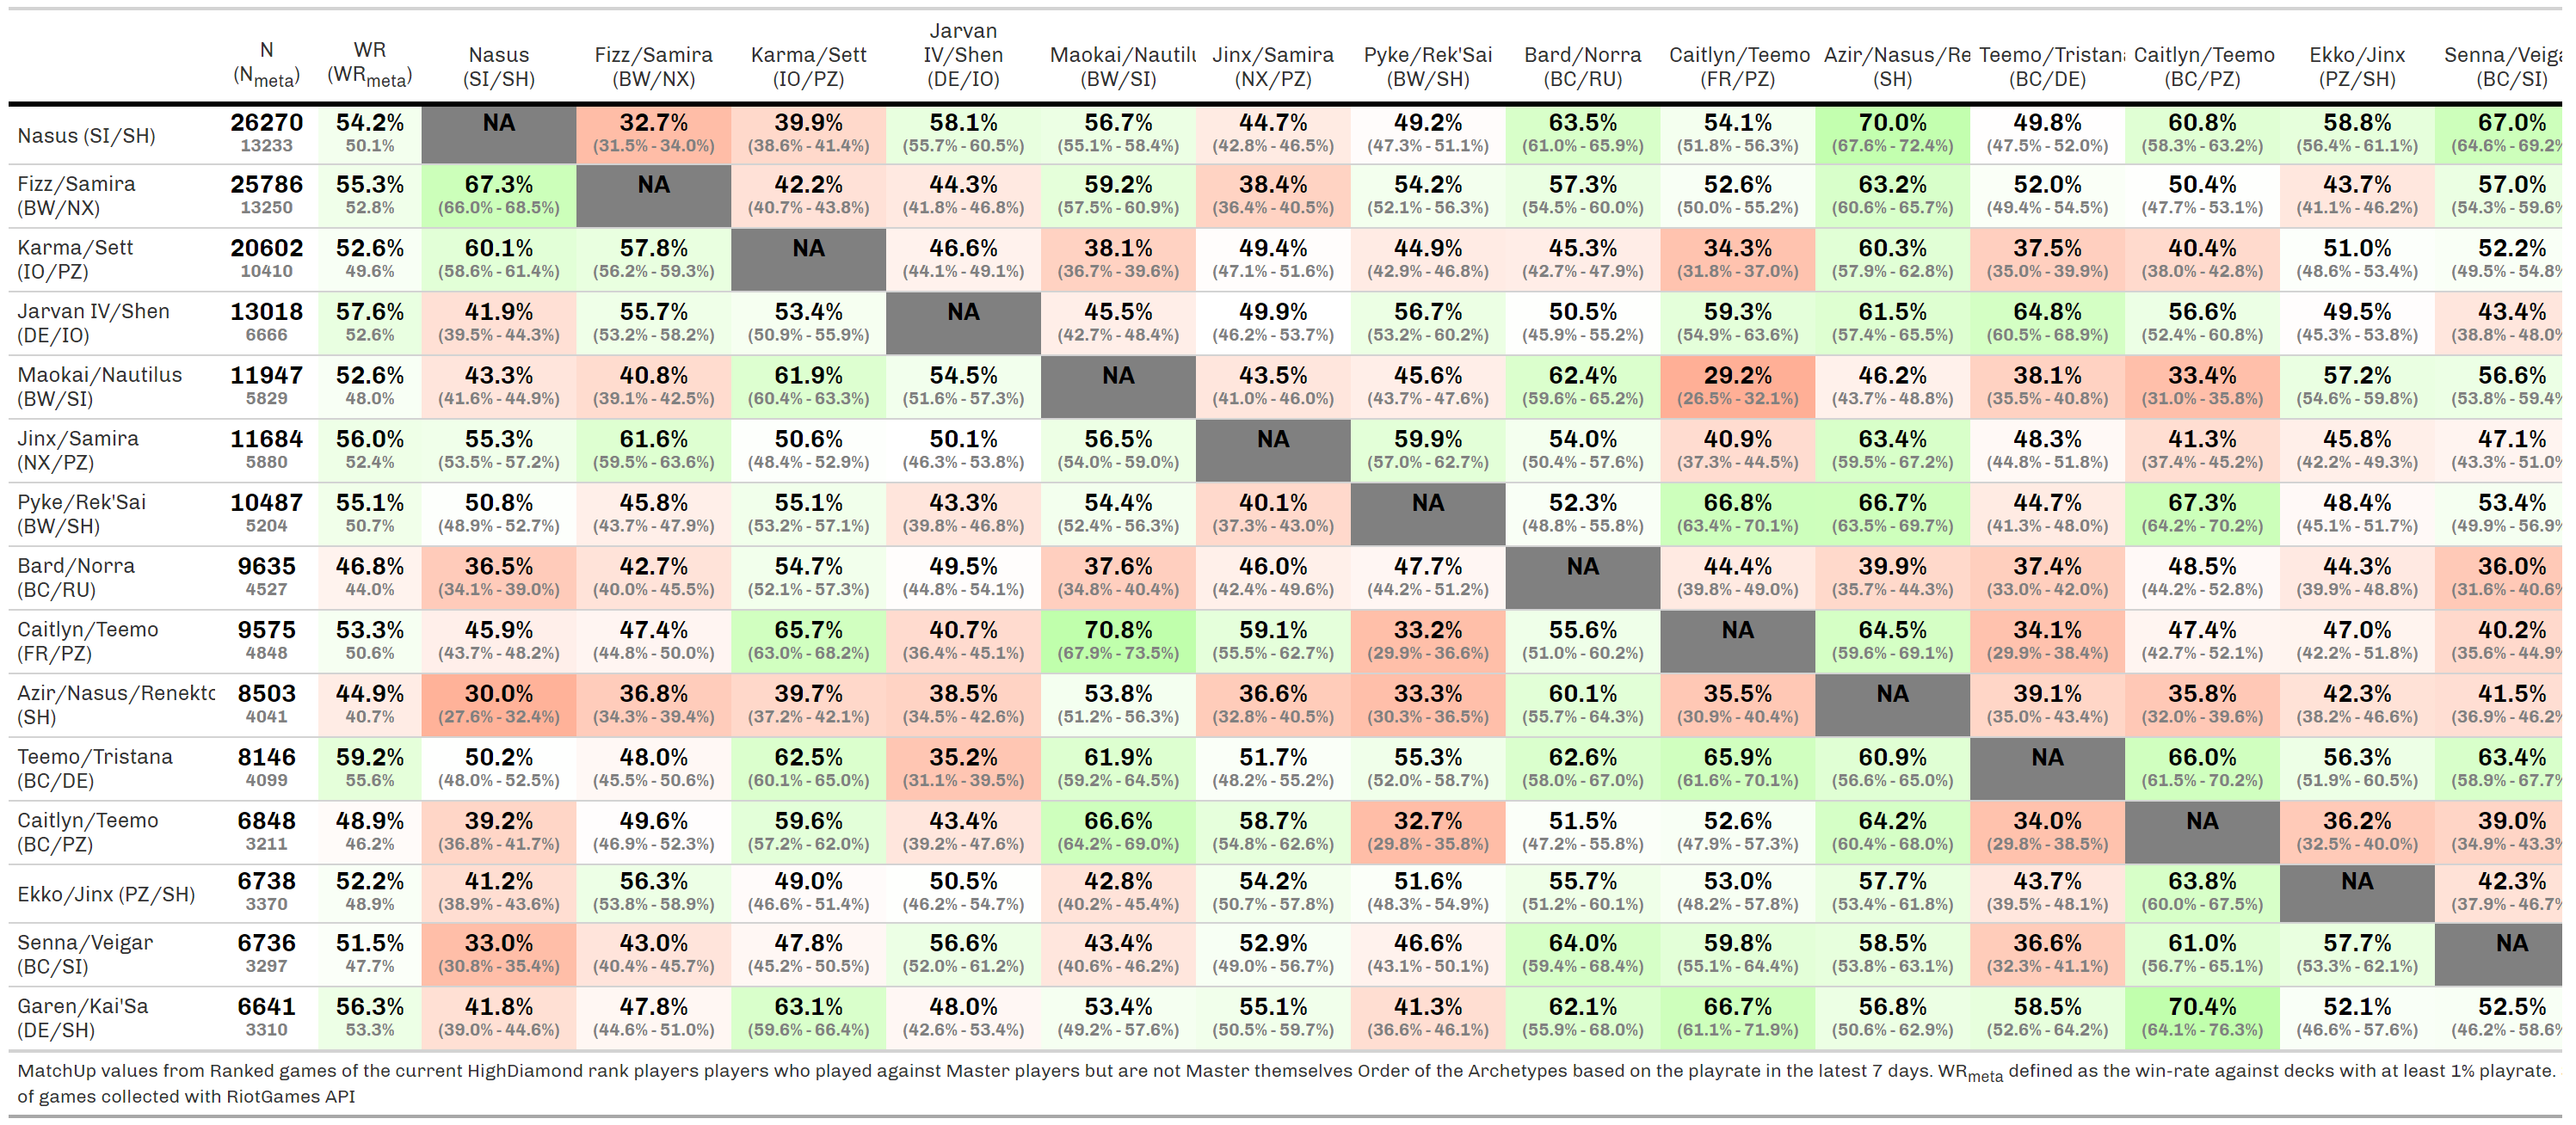 N WR Nasus Fizz/Samira Karma/Sett Jarvan IV/Shen Maokai/Nautilu Jinx/Samira Pyke/Rek'Sai Bard/Norra Caitlyn/Teemo Azir/Nasus/Re Teemo/Tristan Caitlyn/Teemo Ekko/Jinx Senna/Veiga
(Nmeta) (WRmeta) (SI/SH) (BW/NX) (IO/PZ) (DE/IO) (BW/SI) (NX/PZ) (BW/SH) (BC/RU) (FR/PZ) (SH) (BC/DE) (BC/PZ) (PZ/SH) (BC/SI)
Nasus (SI/SH) 26270 54.2% NA 32.7% 39.9% 58.1% 56.7% 44.7% 49.2% 63.5% 54.1% 70.0% 49.8% 60.8% 58.8% 67.0%
13233 50.1% (31.5% - 34.0%) (38.6% - 41.4%) (55.7% - 60.5%) (55.1% - 58.4%) (42.8% - 46.5%) (47.3% - 51.1%) (61.0% - 65.9%) (51.8% - 56.3%) (67.6% - 72.4%) (47.5% - 52.0%) (58.3% - 63.2%) (56.4% - 61.1%) (64.6% - 69.2%
Fizz/Samira 25786 55.3% 67.3% NA 42.2% 44.3% 59.2% 38.4% 54.2% 57.3% 52.6% 63.2% 52.0% 50.4% 43.7% 57.0%
(BW/NX) 13250 52.8% (66.0% - 68.5%) (40.7% - 43.8%) (41.8% - 46.8%) (57.5% - 60.9%) (36.4% - 40.5%) (52.1% - 56.3%) (54.5% - 60.0%) (50.0% - 55.2%) (60.6% - 65.7%) (49.4% - 54.5%) (47.7% - 53.1%) (41.1% - 46.2%) (54.3% - 59.6%
Karma/Sett 20602 52.6% 60.1% 57.8% NA 46.6% 38.1% 49.4% 44.9% 45.3% 34.3% 60.3% 37.5% 40.4% 51.0% 52.2%
(IO/PZ) 10410 49.6% (58.6% - 61.4%) (56.2% - 59.3%) (44.1% - 49.1%) (36.7% - 39.6%) (47.1% - 51.6%) (42.9% - 46.8%) (42.7% - 47.9%) (31.8% - 37.0%) (57.9% - 62.8%) (35.0% - 39.9%) (38.0% - 42.8%) (48.6% - 53.4%) (49.5% - 54.8%
Jarvan IV/Shen 13018 57.6% 41.9% 55.7% 53.4% NA 45.5% 49.9% 56.7% 50.5% 59.3% 61.5% 64.8% 56.6% 49.5% 43.4%
(DE/IO) 6666 52.6% (39.5% - 44.3%) (53.2% - 58.2%) (50.9% - 55.9%) (42.7% - 48.4%) (46.2% - 53.7%) (53.2% - 60.2%) (45.9% - 55.2%) (54.9% - 63.6%) (57.4% - 65.5%) (60.5% - 68.9%) (52.4% - 60.8%) (45.3% - 53.8%) (38.8% - 48.0%
Maokai/Nautilus 11947 52.6% 43.3% 40.8% 61.9% 54.5% NA 43.5% 45.6% 62.4% 29.2% 46.2% 38.1% 33.4% 57.2% 56.6%
(BW/SI) 5829 48.0% (41.6% - 44.9%) (39.1% - 42.5%) (60.4% - 63.3%) (51.6% - 57.3%) (41.0% - 46.0%) (43.7% - 47.6%) (59.6% - 65.2%) (26.5% - 32.1%) (43.7% - 48.8%) (35.5% - 40.8%) (31.0% - 35.8%) (54.6% - 59.8%) (53.8% - 59.4%
Jinx/Samira 11684 56.0% 55.3% 61.6% 50.6% 50.1% 56.5% NA 59.9% 54.0% 40.9% 63.4% 48.3% 41.3% 45.8% 47.1%
(NX/PZ) 5880 52.4% (53.5% - 57.2%) (59.5% - 63.6%) (48.4% - 52.9%) (46.3% - 53.8%) (54.0% - 59.0%) (57.0% - 62.7%) (50.4% - 57.6%) (37.3% - 44.5%) (59.5% - 67.2%) (44.8% - 51.8%) (37.4% - 45.2%) (42.2% - 49.3%) (43.3% - 51.0%
Pyke/Rek'Sai 10487 55.1% 50.8% 45.8% 55.1% 43.3% 54.4% 40.1% NA 52.3% 66.8% 66.7% 44.7% 67.3% 48.4% 53.4%
(BW/SH) 5204 50.7% (48.9% - 52.7%) (43.7% - 47.9%) (53.2% - 57.1%) (39.8% - 46.8%) (52.4% - 56.3%) (37.3% - 43.0%) (48.8% - 55.8%) (63.4% - 70.1%) (63.5% - 69.7%) (41.3% - 48.0%) (64.2% - 70.2%) (45.1% - 51.7%) (49.9% - 56.9%
Bard/Norra 9635 46.8% 36.5% 42.7% 54.7% 49.5% 37.6% 46.0% 47.7% NA 44.4% 39.9% 37.4% 48.5% 44.3% 36.0%
(BC/RU) 4527 44.0% (34.1% - 39.0%) (40.0% - 45.5%) (52.1% - 57.3%) (44.8% - 54.1%) (34.8% - 40.4%) (42.4% - 49.6%) (44.2% - 51.2%) (39.8% - 49.0%) (35.7% - 44.3%) (33.0% - 42.0%) (44.2% - 52.8%) (39.9% - 48.8%) (31.6% - 40.6%
Caitlyn/Teemo 9575 53.3% 45.9% 47.4% 65.7% 40.7% 70.8% 59.1% 33.2% 55.6% NA 64.5% 34.1% 47.4% 47.0% 40.2%
(FR/PZ) 4848 50.6% (43.7% - 48.2%) (44.8% - 50.0%) (63.0% - 68.2%) (36.4% - 45.1%) (67.9% - 73.5%) (55.5% - 62.7%) (29.9% - 36.6%) (51.0% - 60.2%) (59.6% - 69.1%) (29.9% - 38.4%) (42.7% - 52.1%) (42.2% - 51.8%) (35.6% - 44.9%
Azir/Nasus/Renekto 8503 44.9% 30.0% 36.8% 39.7% 38.5% 53.8% 36.6% 33.3% 60.1% 35.5% NA 39.1% 35.8% 42.3% 41.5%
(SH) 4041 40.7% (27.6% - 32.4%) (34.3% - 39.4%) (37.2% - 42.1%) (34.5% - 42.6%) (51.2% - 56.3%) (32.8% - 40.5%) (30.3% - 36.5%) (55.7% - 64.3%) (30.9% - 40.4%) (35.0% - 43.4%) (32.0% - 39.6%) (38.2% - 46.6%) (36.9% - 46.2%
Teemo/Tristana 8146 59.2% 50.2% 48.0% 62.5% 35.2% 61.9% 51.7% 55.3% 62.6% 65.9% 60.9% NA 66.0% 56.3% 63.4%
(BC/DE) 4099 55.6% (48.0% - 52.5%) (45.5% - 50.6%) (60.1% - 65.0%) (31.1% - 39.5%) (59.2% - 64.5%) (48.2% - 55.2%) (52.0% - 58.7%) (58.0% - 67.0%) (61.6% - 70.1%) (56.6% - 65.0%) (61.5% - 70.2%) (51.9% - 60.5%) (58.9% - 67.7%
Caitlyn/Teemo 6848 48.9% 39.2% 49.6% 59.6% 43.4% 66.6% 58.7% 32.7% 51.5% 52.6% 64.2% 34.0% NA 36.2% 39.0%
(BC/PZ) 3211 46.2% (36.8% - 41.7%) (46.9% - 52.3%) (57.2% - 62.0%) (39.2% - 47.6%) (64.2% - 69.0%) (54.8% - 62.6%) (29.8% - 35.8%) (47.2% - 55.8%) (47.9% - 57.3%) (60.4% - 68.0%) (29.8% - 38.5%) (32.5% - 40.0%) (34.9% - 43.3%
Ekko/Jinx (PZ/SH) 6738 52.2% 41.2% 56.3% 49.0% 50.5% 42.8% 54.2% 51.6% 55.7% 53.0% 57.7% 43.7% 63.8% NA 42.3%
3370 48.9% (38.9% - 43.6%) (53.8% - 58.9%) (46.6% - 51.4%) (46.2% - 54.7%) (40.2% - 45.4%) (50.7% - 57.8%) (48.3% - 54.9%) (51.2% - 60.1%) (48.2% - 57.8%) (53.4% - 61.8%) (39.5% - 48.1%) (60.0% - 67.5%) (37.9% - 46.7%
Senna/Veigar 6736 51.5% 33.0% 43.0% 47.8% 56.6% 43.4% 52.9% 46.6% 64.0% 59.8% 58.5% 36.6% 61.0% 57.7% NA
(BC/SI) 3297 47.7% (30.8% - 35.4%) (40.4% - 45.7%) (45.2% - 50.5%) (52.0% - 61.2%) (40.6% - 46.2%) (49.0% - 56.7%) (43.1% - 50.1%) (59.4% - 68.4%) (55.1% - 64.4%) (53.8% - 63.1%) (32.3% - 41.1%) (56.7% - 65.1%) (53.3% - 62.1%)
Garen/Kai'Sa 6641 56.3% 41.8% 47.8% 63.1% 48.0% 53.4% 55.1% 41.3% 62.1% 66.7% 56.8% 58.5% 70.4% 52.1% 52.5%
(DE/SH) 3310 53.3% (39.0% - 44.6%) (44.6% - 51.0%) (59.6% - 66.4%) (42.6% - 53.4%) (49.2% - 57.6%) (50.5% - 59.7%) (36.6% - 46.1%) (55.9% - 68.0%) (61.1% - 71.9%) (50.6% - 62.9%) (52.6% - 64.2%) (64.1% - 76.3%) (46.6% - 57.6%) (46.2% - 58.6%
MatchUp values from Ranked games of the current HighDiamond rank players players who played against Master players but are not Master themselves Order of the Archetypes based on the playrate in the latest 7 days. WRmeta defined as the win-rate against decks with at least 1% playrate.
of games collected with RiotGames API